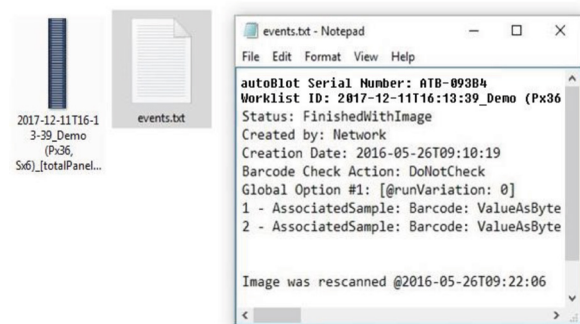 2017-12-11T16-1
3-39_Demo
(Px36,
Sx6)_[totalPanel...
events.txt
events.txt - Notepad
File Edit Format View Help
autoBlot Serial Number: ATB-093B4
Worklist ID: 2017-12-11T16:13:39_Demo (Px36
Status: FinishedWithImage
Created by: Network
Creation Date: 2016-05-26T09:10:19
Barcode Check Action: DoNotCheck
Global Option #1: [@runVariation: 0]
1 - AssociatedSample: Barcode: ValueAsByte
2 - AssociatedSample: Barcode: ValueAsByte
Image was rescanned @2016-05-26T09:22:06